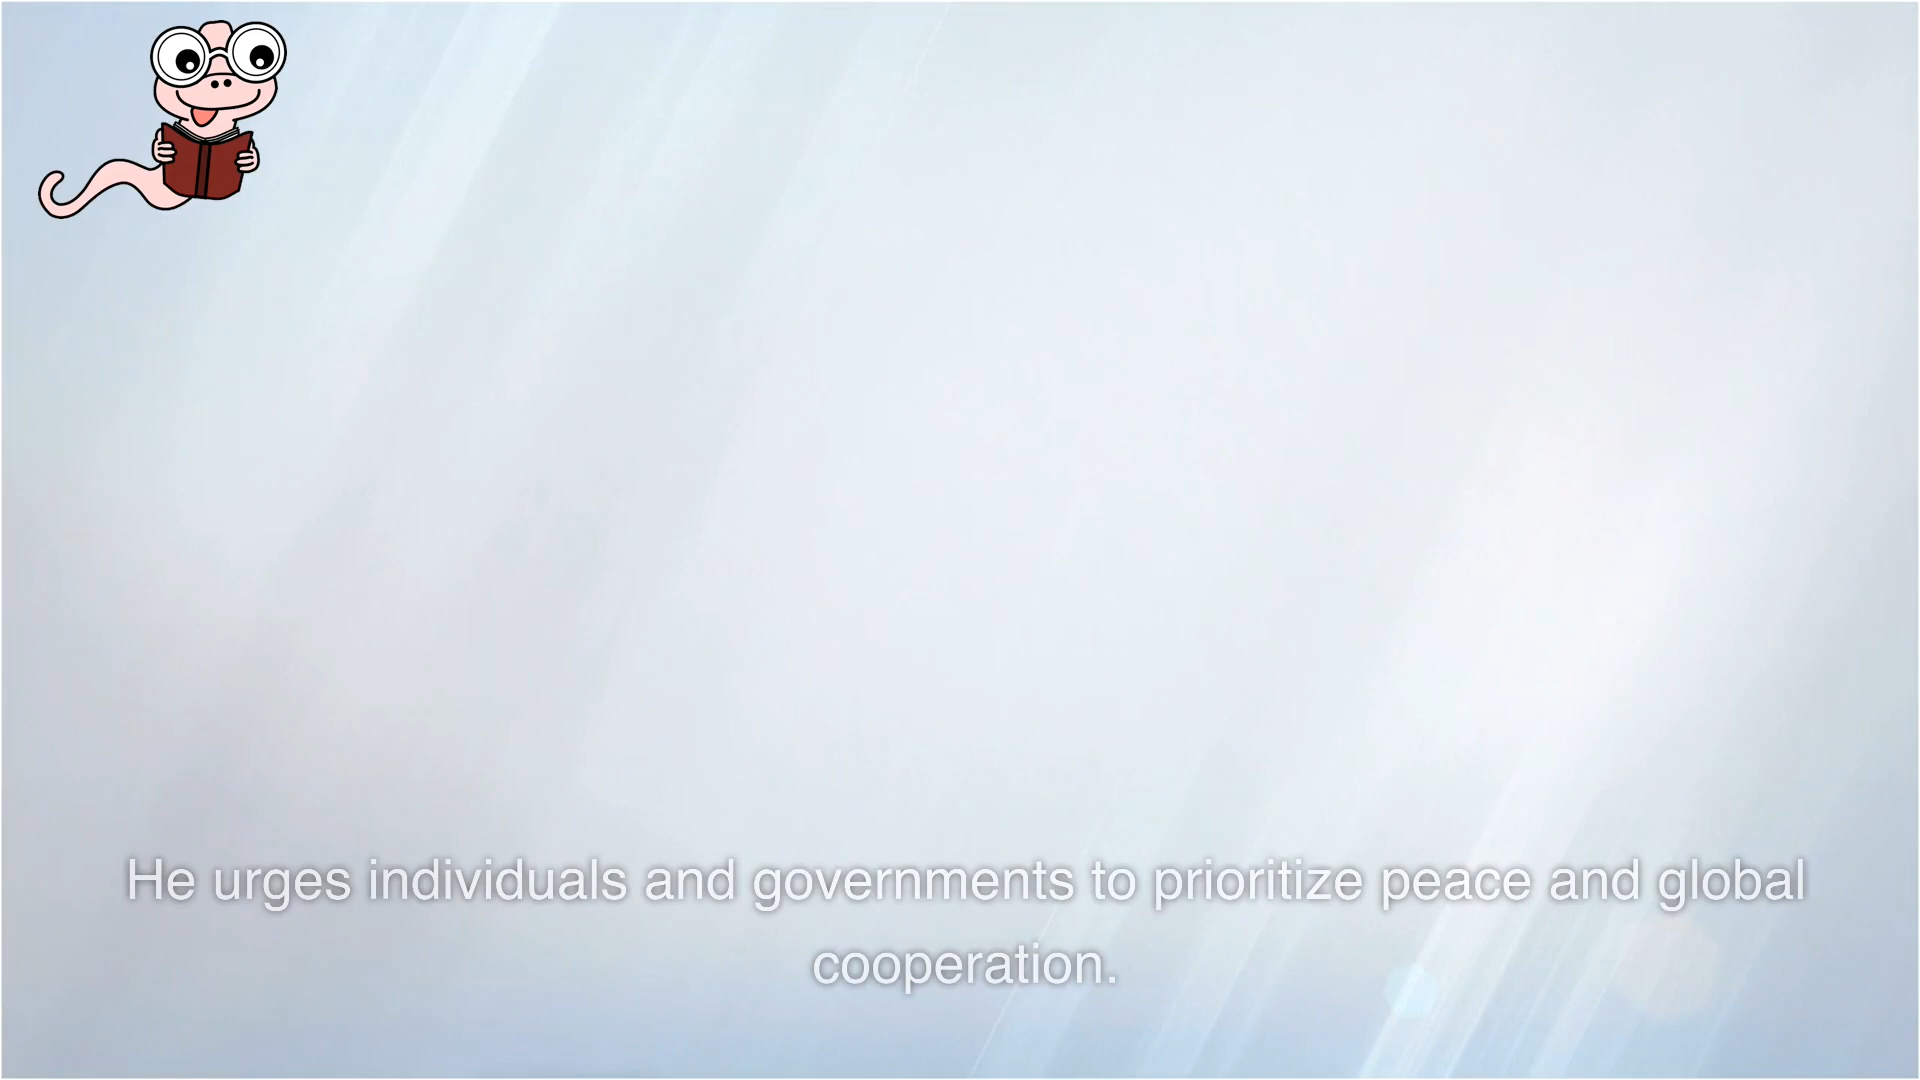 He urges individuals and governments to prioritize peace and global
cooperation.